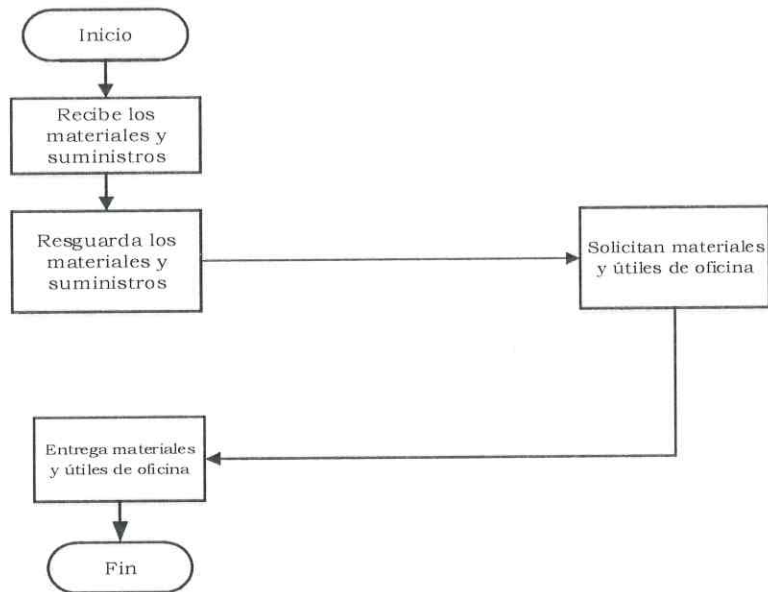 Inicio
Recibe los
materiales y
suministros
Resguarda los
materiales y
suministros
Solicitan materiales
y útiles de oficina
Entrega materiales
y útiles de oficina
Fin